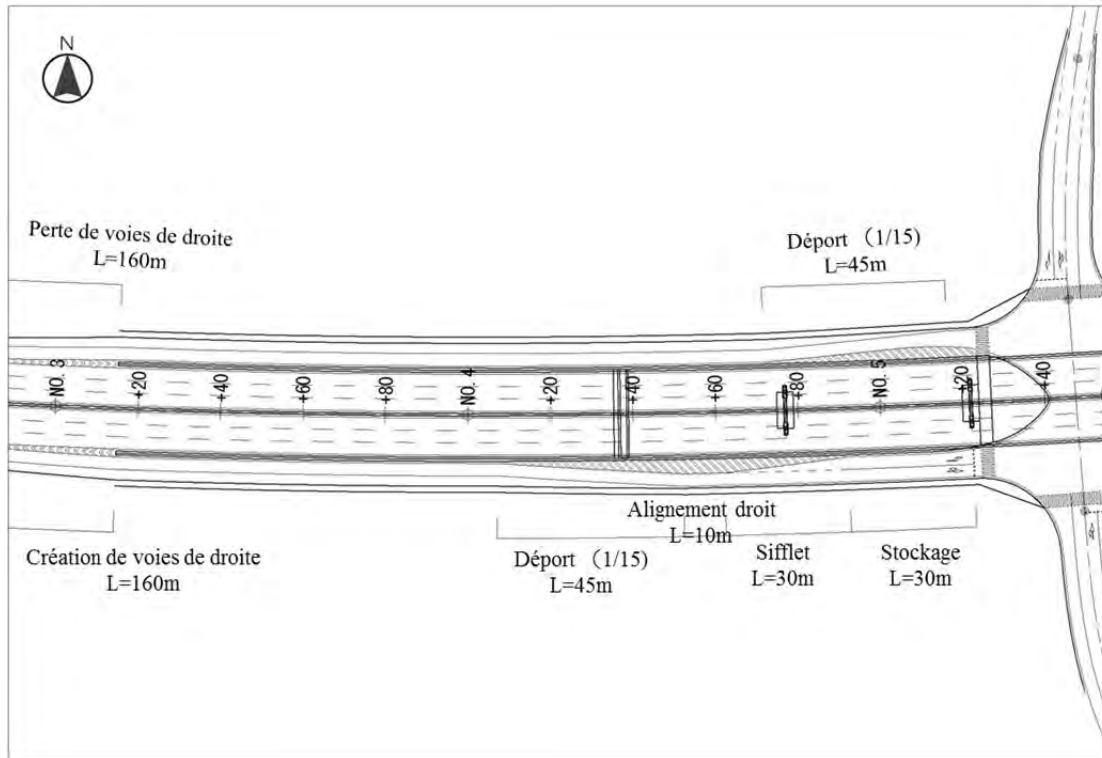 N
Perte de voies de droite
L=160m
Déport （1/15）
L=45m
NO. 3
+20
+40
+60
+80
NO. 4
+20
+40
+60
+80
NO. 5
+20
+40
Alignement droit
L=10m
Création de voies de droite
L=160m
Déport （1/15）
L=45m
Sifflet
L=30m
Stockage
L=30m